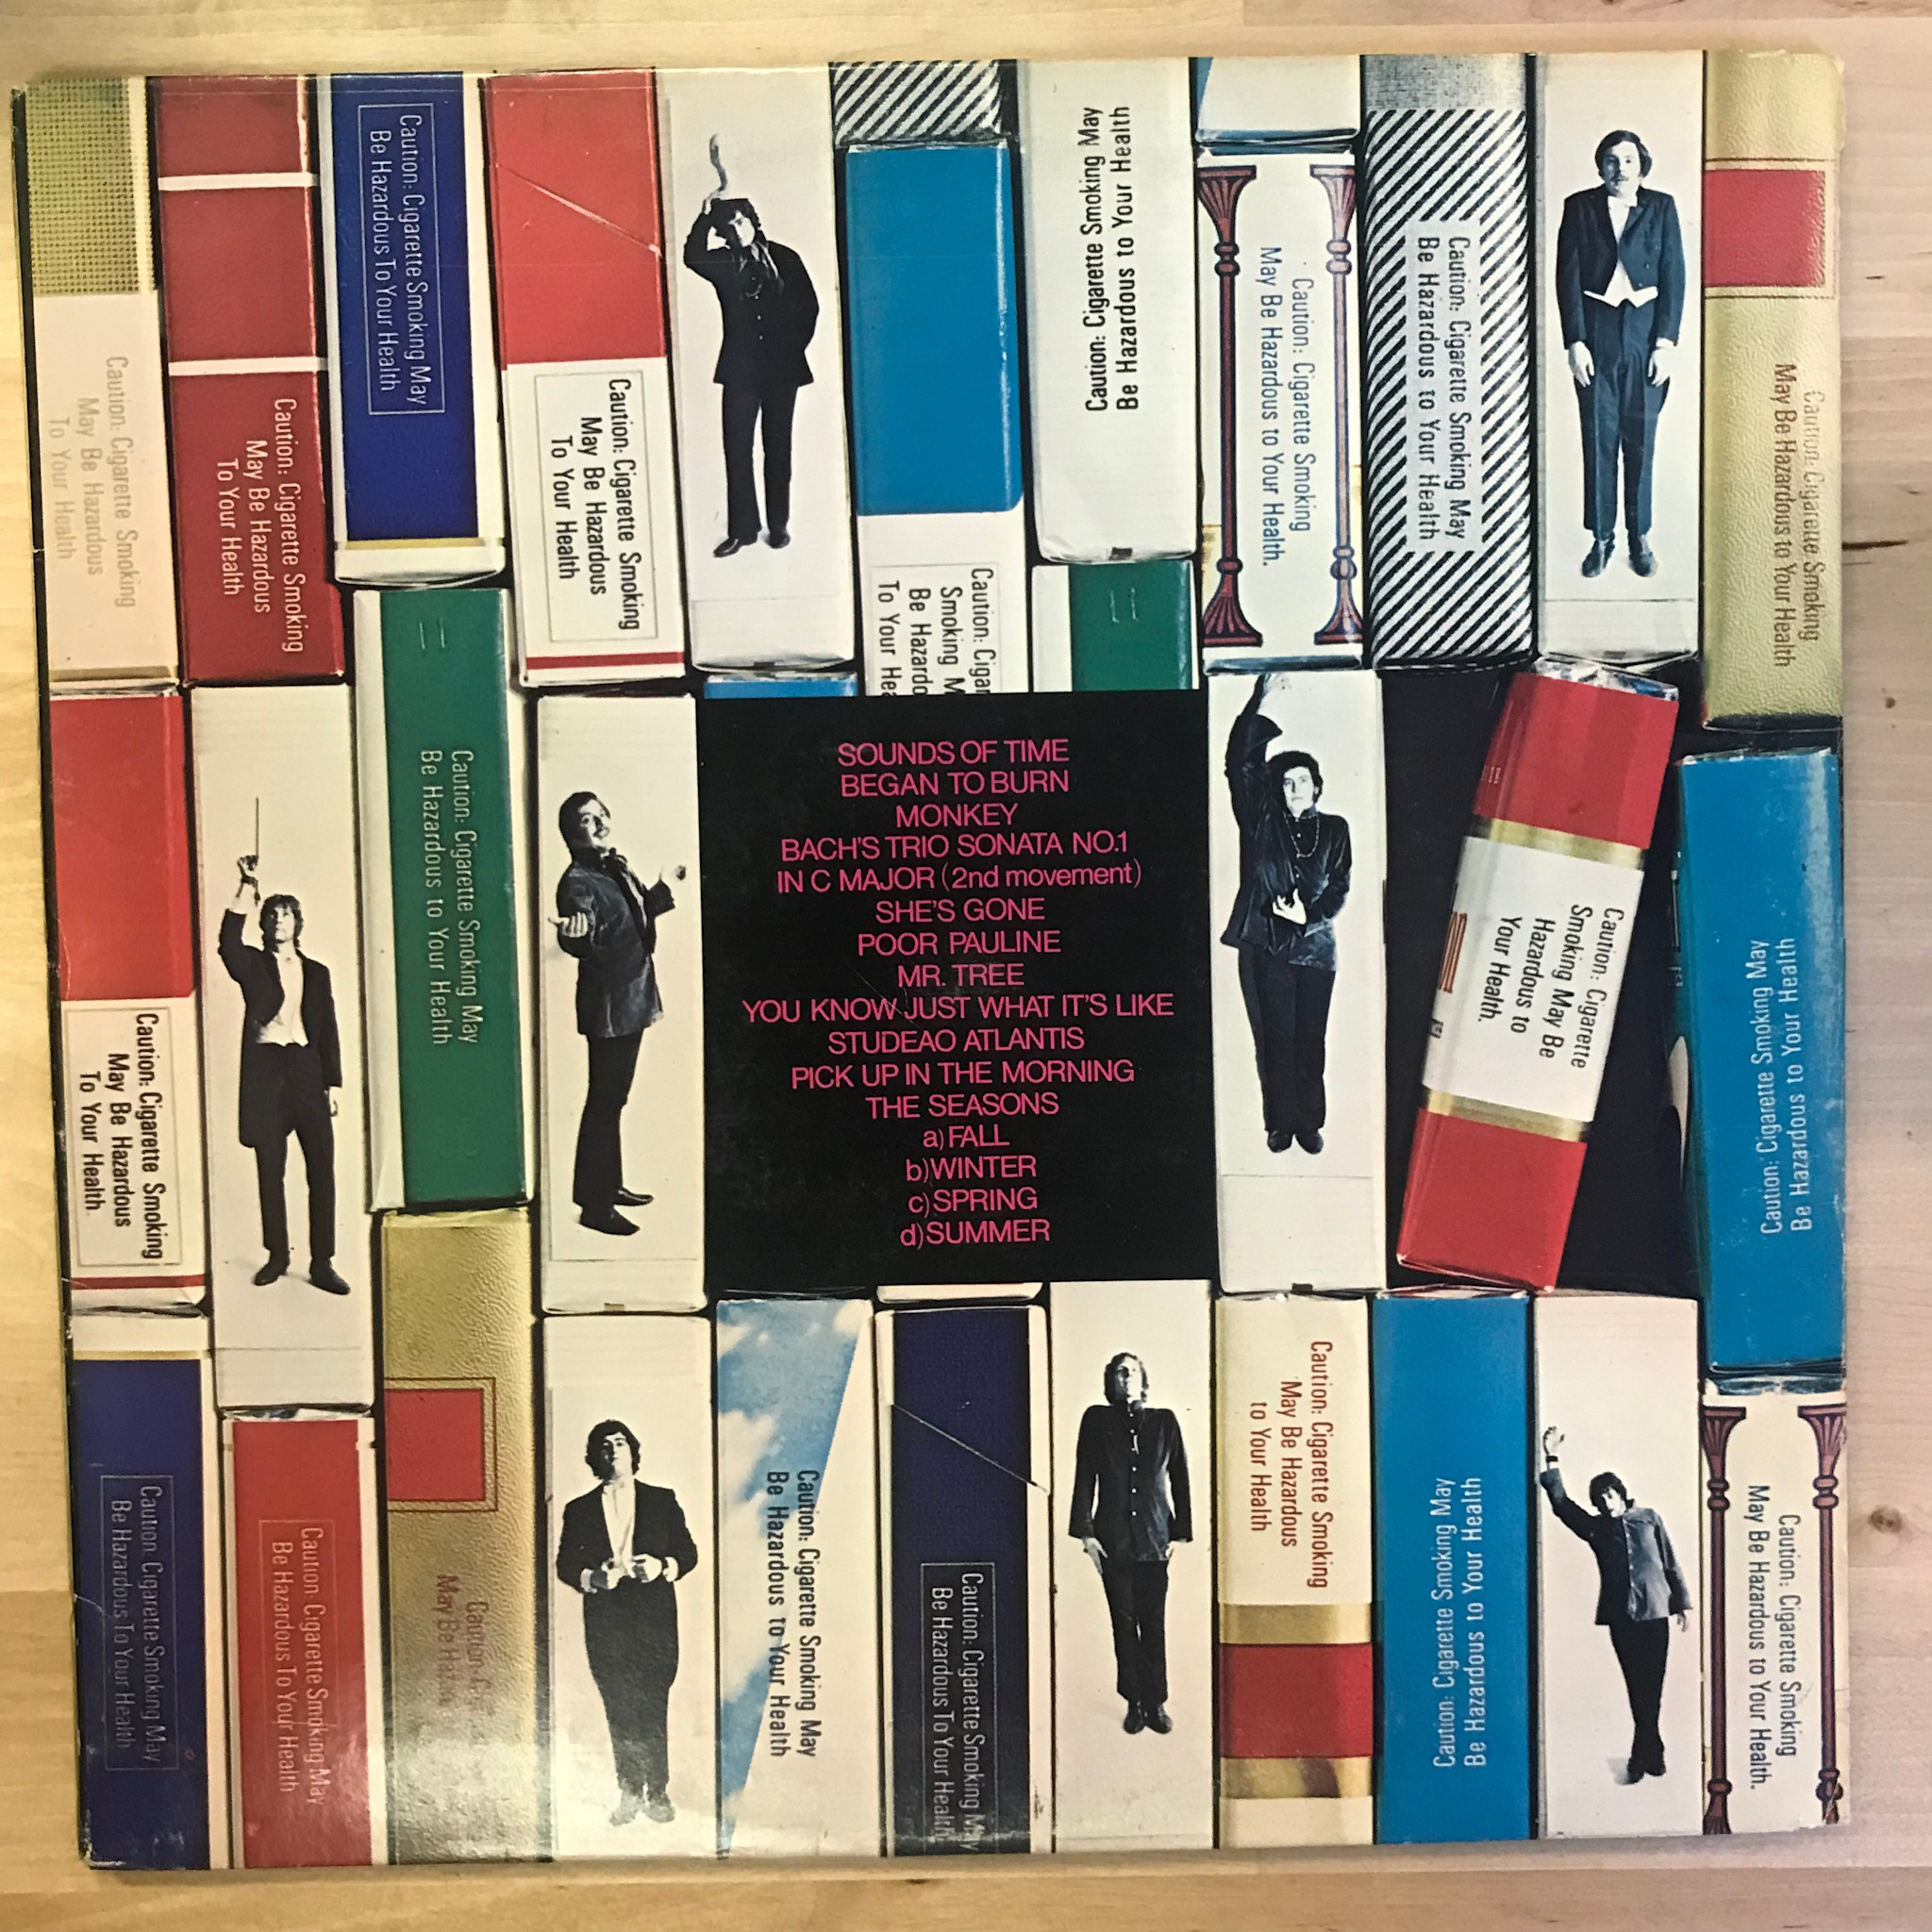 Caution: Cigarette Smoking
May Be Hazardous
To Your Health
Caution: Cigarette Smoking
May Be Hazardous
To Your Health
Caution: Cigarette Smoking May
Be Hazardous To Your Health
Caution: Cigarette Smoking
May Be Hazardous
To Your Health
Caution: Cigar
Smoking M
Be Hazardo
To Your Hea
Caution: Cigarette Smoking May
Be Hazardous to Your Health
Caution: Cigarette Smoking
May Be Hazardous to Your Health.
Caution: Cigarette Smoking May
Be Hazardous to Your Health
Caution: Cigarette Smoking
May Be Hazardous to Your Health
Caution: Cigarette Smoking
May Be Hazardous
To Your Health
Caution: Cigarette Smoking May
Be Hazardous to Your Health
SOUNDS OF TIME
BEGAN TO BURN
MONKEY
BACH'S TRIO SONATA NO.1
IN C MAJOR (2nd movement)
SHE'S GONE
POOR PAULINE
MR. TREE
YOU KNOW JUST WHAT IT'S LIKE
STUDEAO ATLANTIS
PICK UP IN THE MORNING
THE SEASONS
a) FALL
b) WINTER
c) SPRING
d) SUMMER
Caution: Cigarette
Smoking May Be
Hazardous to
Your Health.
Caution: Cigarette Smoking May
Be Hazardous to Your Health
Caution: Cigarette Smoking May
Be Hazardous To Your Health
Caution: Cigarette Smoking May
Be Hazardous To Your Health
May Be Haz
Caution: Cigarette Smoking May
Be Hazardous to Your Health
Caution: Cigarette Smoking May
Be Hazardous To Your Health
Caution: Cigarette Smoking
May Be Hazardous
to Your Health
Caution: Cigarette Smoking May
Be Hazardous to Your Health
Caution: Cigarette Smoking
May Be Hazardous to Your Health.